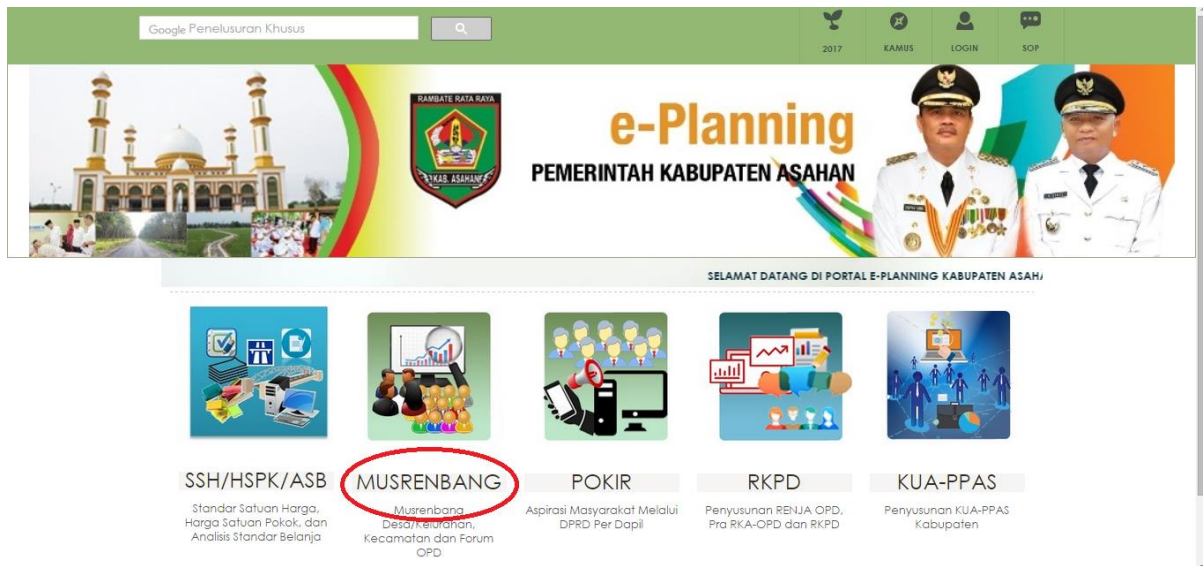 Google Penelusuran Khusus
2017 KAMUS LOGIN SOP
RAMBATE RATA RAYA
KAB. ASAHAN
e-Planning
PEMERINTAH KABUPATEN ASAHAN
SELAMAT DATANG DI PORTAL E-PLANNING KABUPATEN ASAHA
SSH/HSPK/ASB
Standar Satuan Harga,
Harga Satuan Pokok, dan
Analisis Standar Belanja
MUSRENBANG
Musrenbang
Desa/Kelurahan,
Kecamatan dan Forum
OPD
POKIR
Aspirasi Masyarakat Melalui
DPRD Per Dapil
RKPD
Penyusunan RENJA OPD,
Pra RKA-OPD dan RKPD
KUA-PPAS
Penyusunan KUA-PPAS
Kabupaten